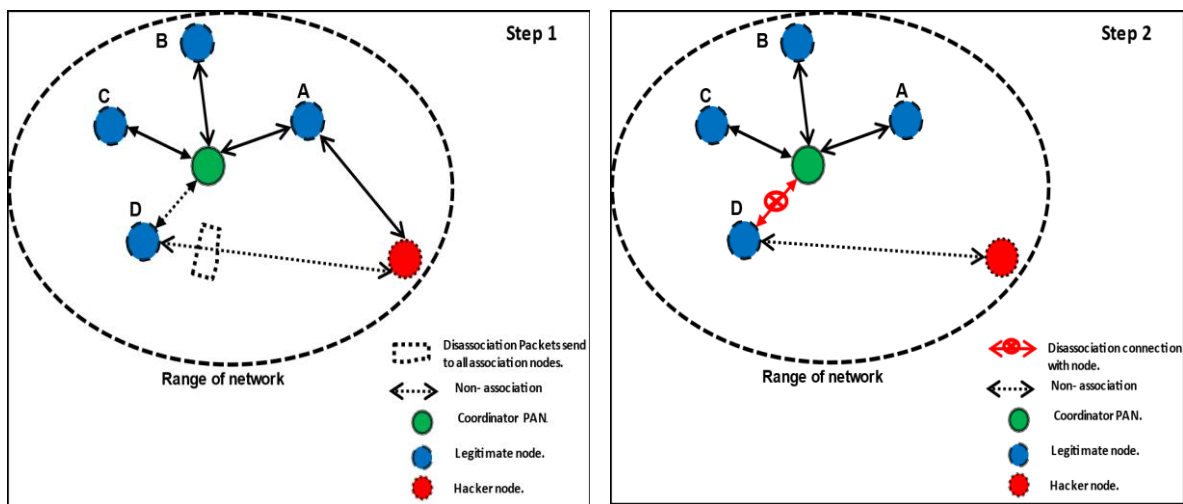 Step 1
B
C
A
D
Disassociation Packets send
to all association nodes.
Range of network
Non- association
Coordinator PAN.
Legitimate node.
Hacker node.
Step 2
B
C
A
D
Disassociation connection
with node.
Range of network
Non- association
Coordinator PAN.
Legitimate node.
Hacker node.